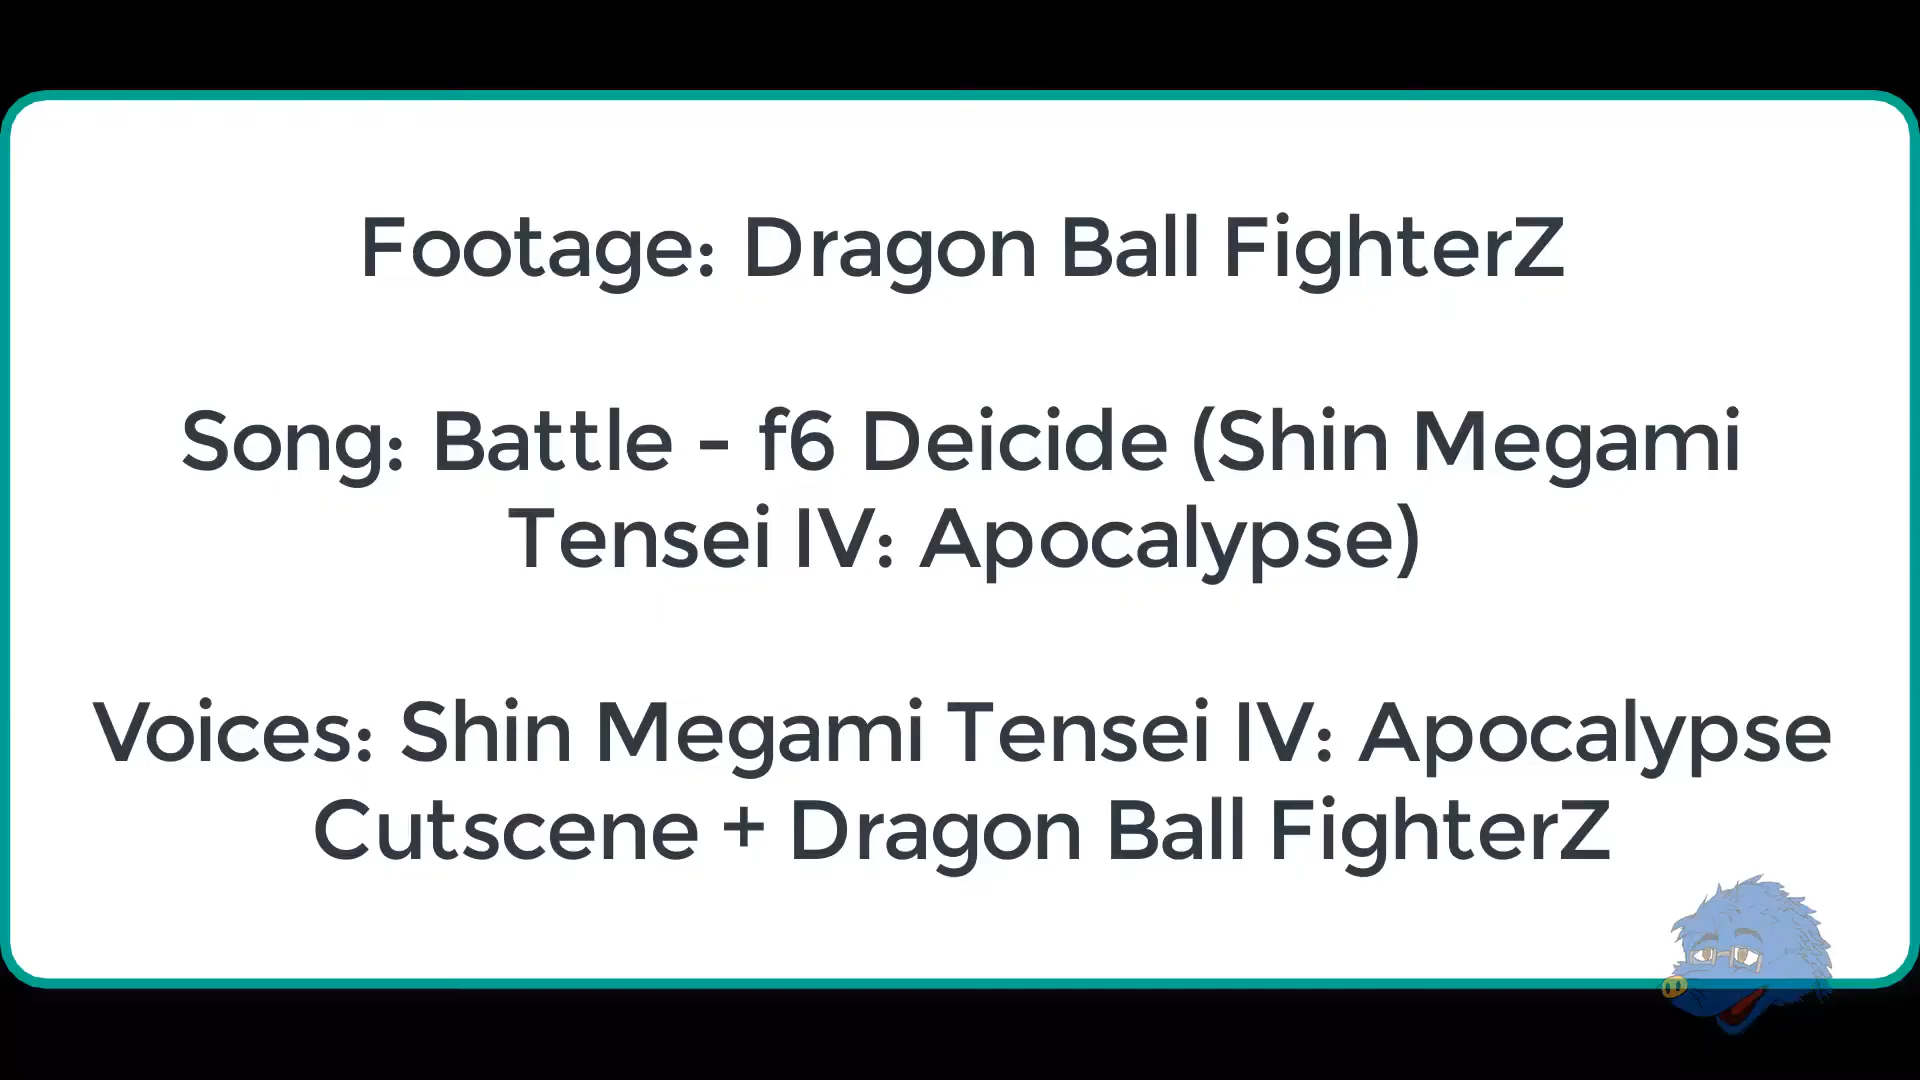 Footage: Dragon Ball FighterZ
Song: Battle - f6 Deicide (Shin Megami
Tensei IV: Apocalypse)
Voices: Shin Megami Tensei IV: Apocalypse
Cutscene + Dragon Ball FighterZ